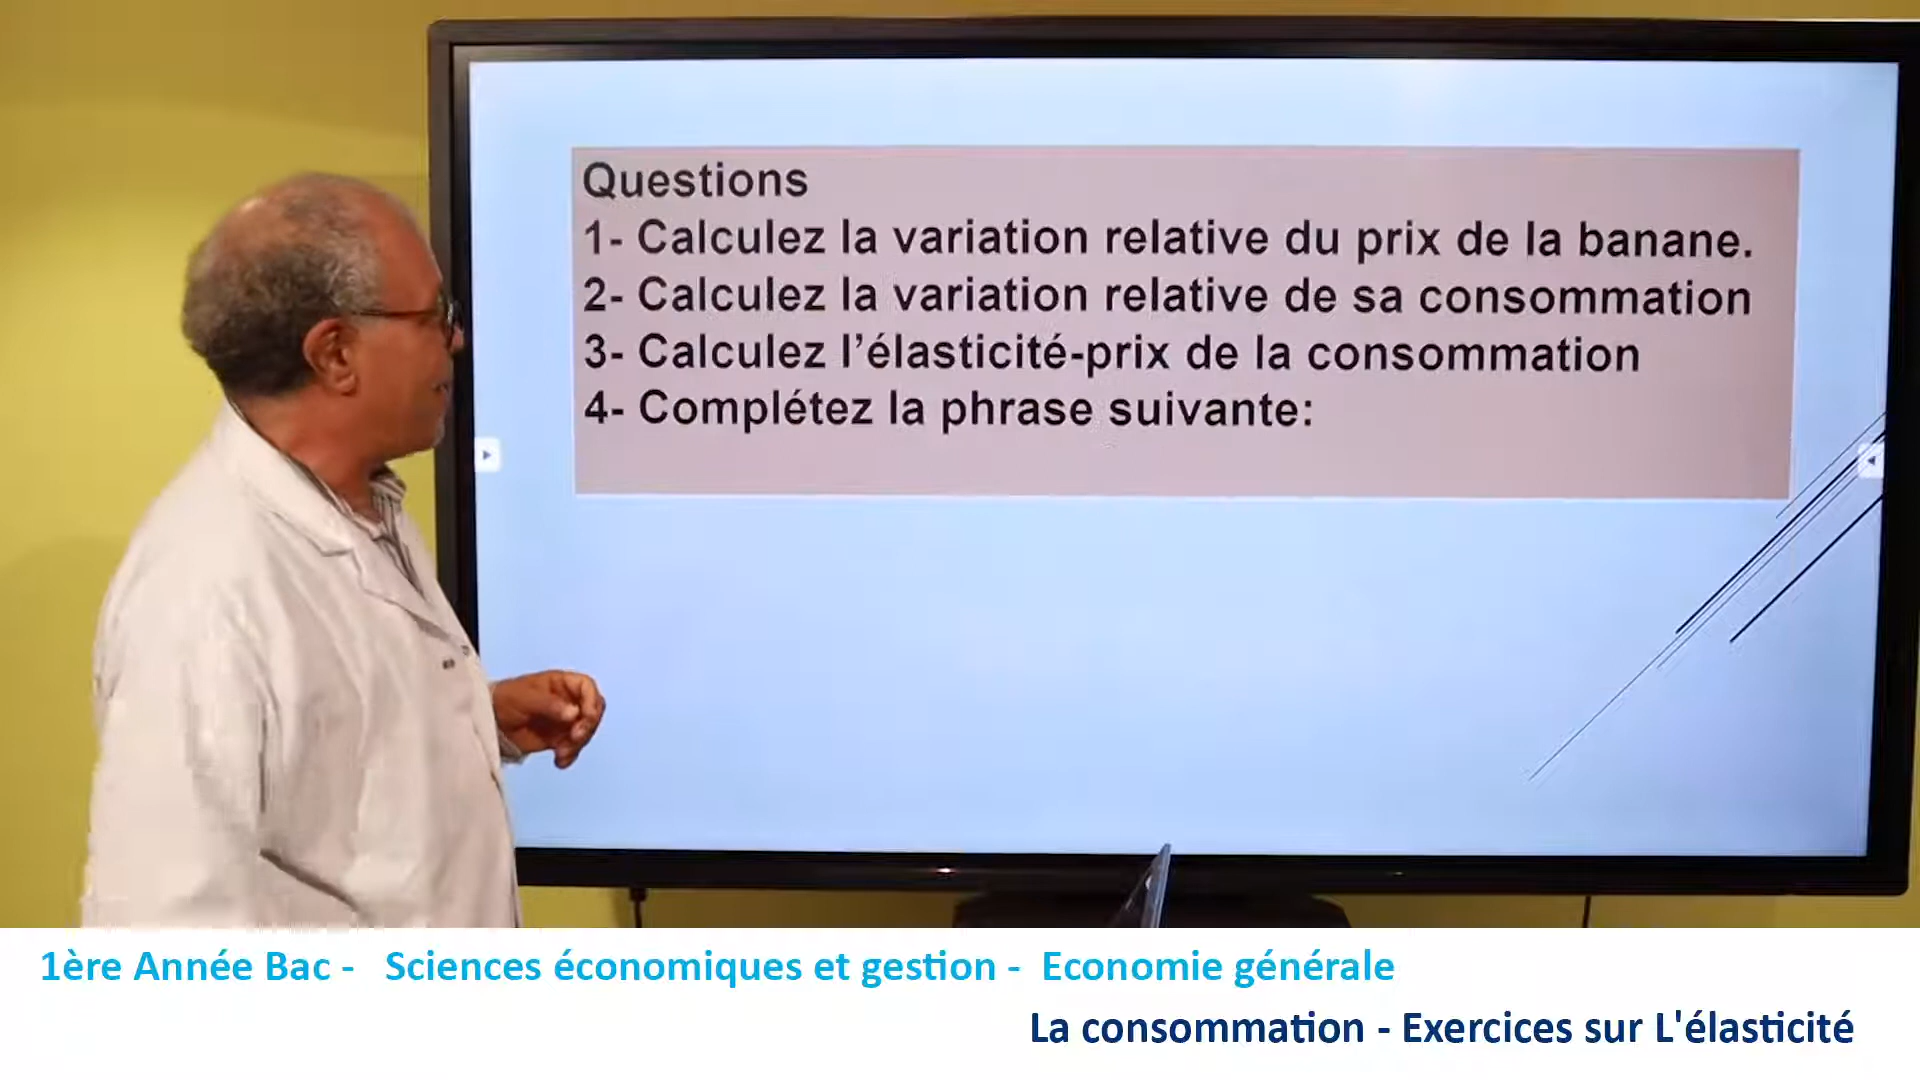 Questions
1- Calculez la variation relative du prix de la banane.
2- Calculez la variation relative de sa consommation
3- Calculez l’élasticité-prix de la consommation
4- Complétez la phrase suivante:
1ère Année Bac - Sciences économiques et gestion - Economie générale
La consommation - Exercices sur L'élasticité